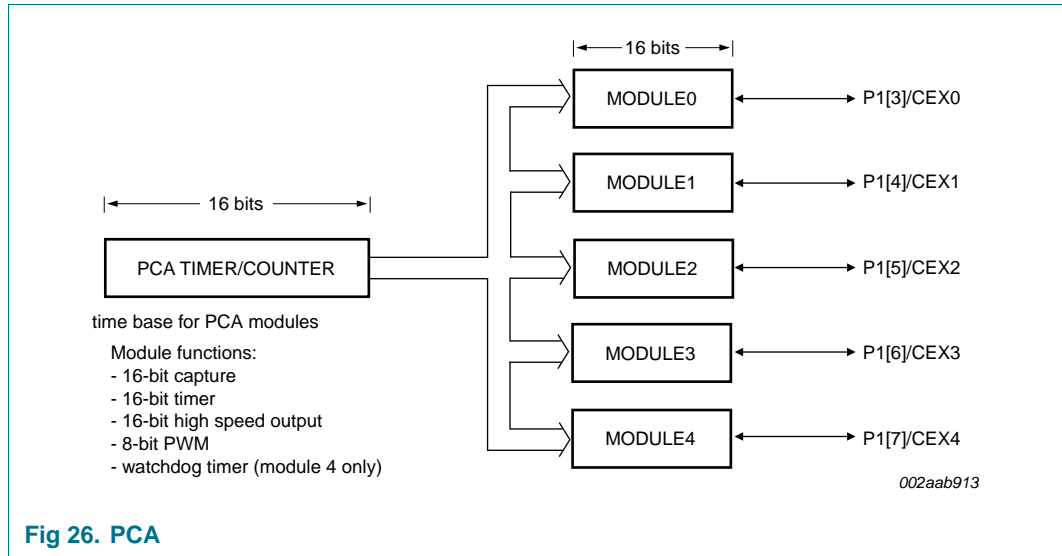 16 bits
MODULE0
P1[3]/CEX0
MODULE1
P1[4]/CEX1
16 bits
PCA TIMER/COUNTER
MODULE2
P1[5]/CEX2
time base for PCA modules
Module functions:
- 16-bit capture
- 16-bit timer
- 16-bit high speed output
- 8-bit PWM
- watchdog timer (module 4 only)
MODULE3
P1[6]/CEX3
MODULE4
P1[7]/CEX4
002aab913
Fig 26. PCA